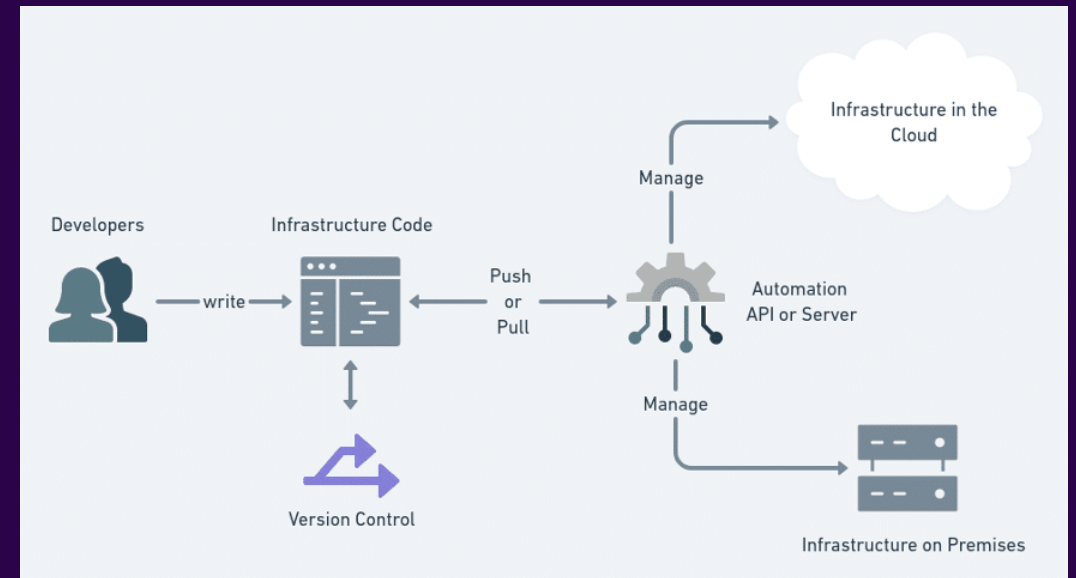 Developers
write
Infrastructure Code
Version Control
Push
or
Pull
Automation
API or Server
Manage
Infrastructure in the
Cloud
Manage
Infrastructure on Premises